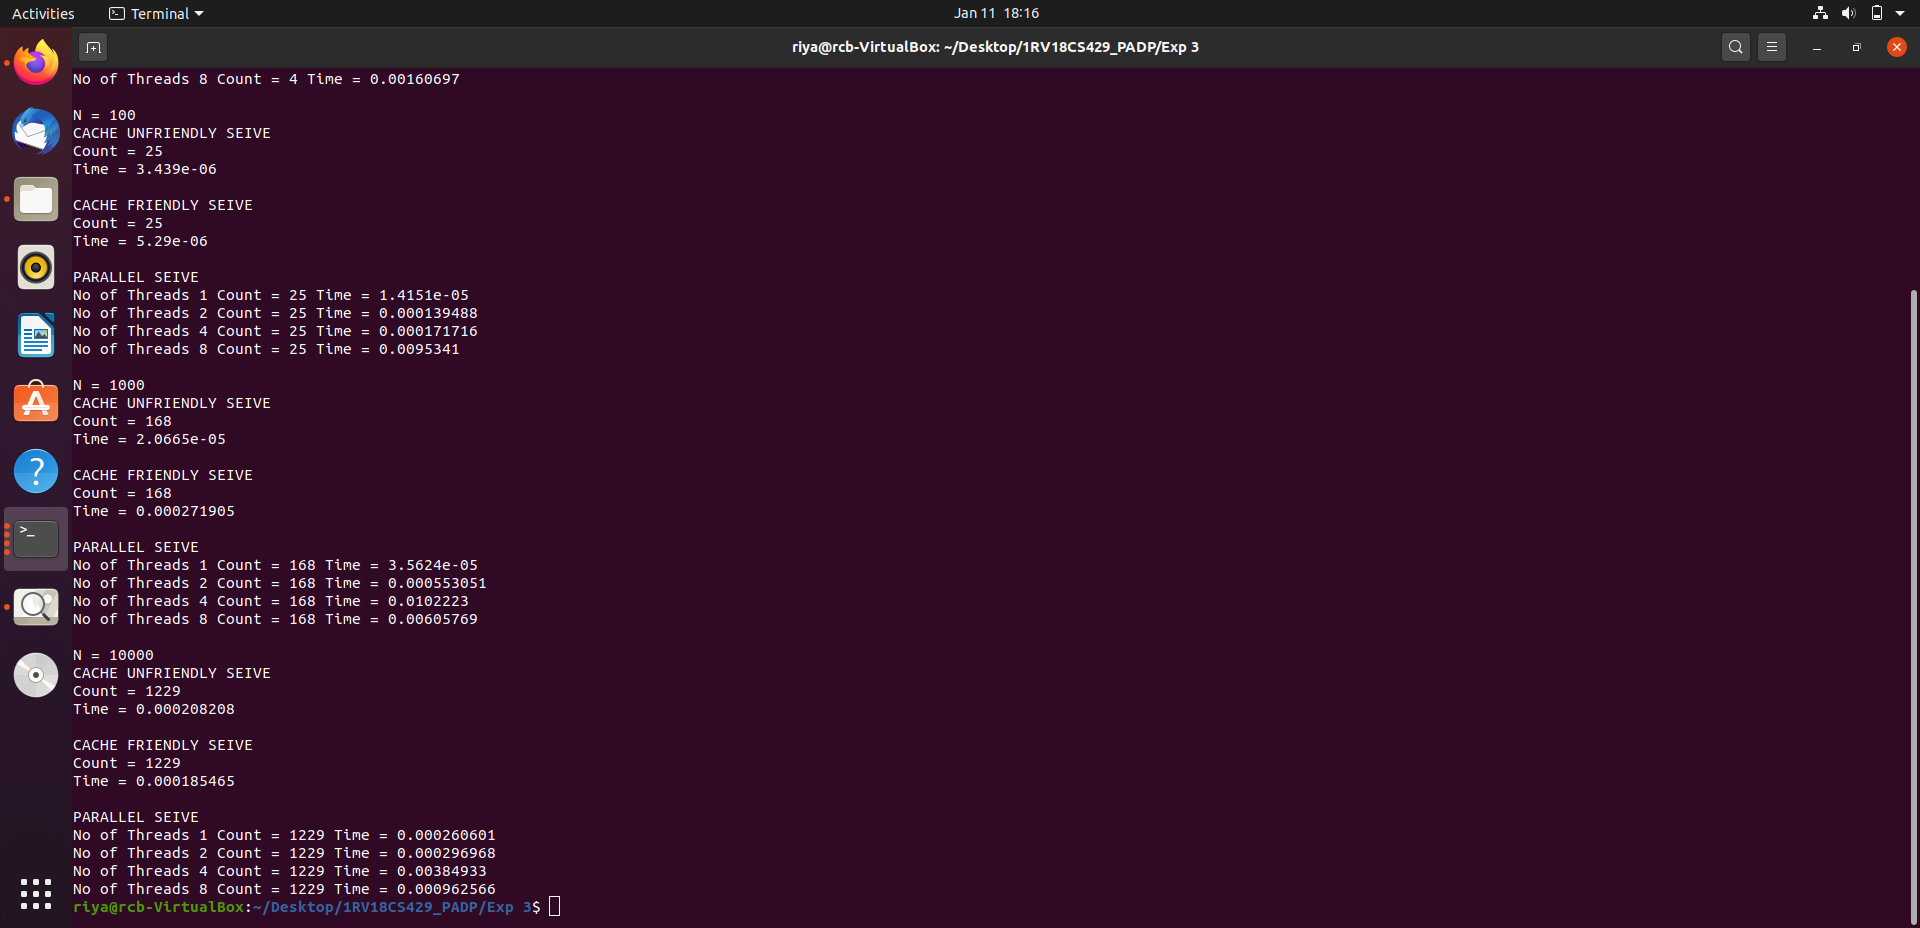 Activities
Terminal
Jan 11 18:16
riya@rcb-VirtualBox: ~/Desktop/1RV18CS429_PADP/Exp 3
No of Threads 8 Count = 4 Time = 0.00160697
N = 100
CACHE UNFRIENDLY SEIVE
Count = 25
Time = 3.439e-06
CACHE FRIENDLY SEIVE
Count = 25
Time = 5.29e-06
PARALLEL SEIVE
No of Threads 1 Count = 25 Time = 1.4151e-05
No of Threads 2 Count = 25 Time = 0.000139488
No of Threads 4 Count = 25 Time = 0.000171716
No of Threads 8 Count = 25 Time = 0.0095341
N = 1000
CACHE UNFRIENDLY SEIVE
Count = 168
Time = 2.0665e-05
CACHE FRIENDLY SEIVE
Count = 168
Time = 0.000271905
PARALLEL SEIVE
No of Threads 1 Count = 168 Time = 3.5624e-05
No of Threads 2 Count = 168 Time = 0.000553051
No of Threads 4 Count = 168 Time = 0.0102223
No of Threads 8 Count = 168 Time = 0.00605769
N = 10000
CACHE UNFRIENDLY SEIVE
Count = 1229
Time = 0.000208208
CACHE FRIENDLY SEIVE
Count = 1229
Time = 0.000185465
PARALLEL SEIVE
No of Threads 1 Count = 1229 Time = 0.000260601
No of Threads 2 Count = 1229 Time = 0.000296968
No of Threads 4 Count = 1229 Time = 0.00384933
No of Threads 8 Count = 1229 Time = 0.000962566
riya@rcb-VirtualBox:~/Desktop/1RV18CS429_PADP/Exp 3$